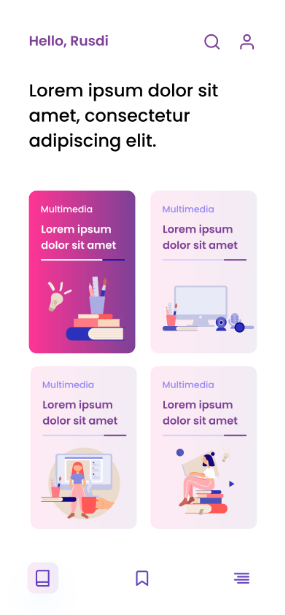 Hello, Rusdi
Lorem ipsum dolor sit
amet, consectetur
adipiscing elit.
Multimedia
Lorem ipsum
dolor sit amet
Multimedia
Lorem ipsum
dolor sit amet
Multimedia
Lorem ipsum
dolor sit amet
Multimedia
Lorem ipsum
dolor sit amet